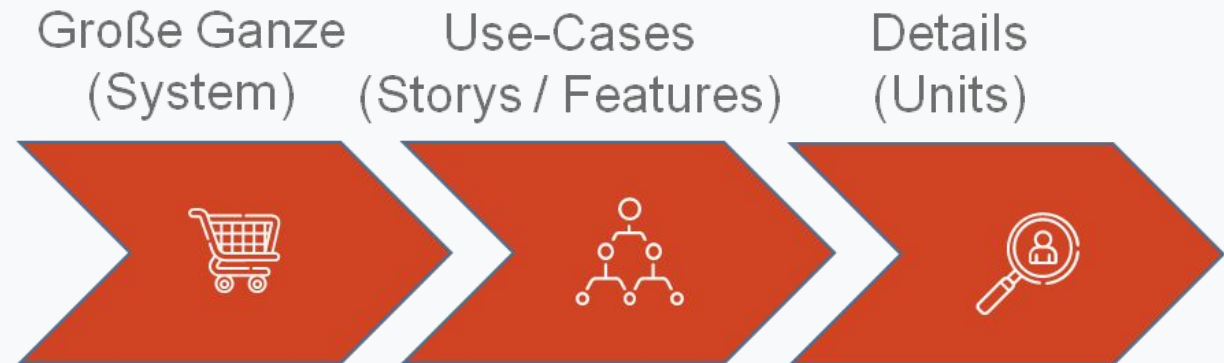 Große Ganze
(System)
Use-Cases
(Storys / Features)
Details
(Units)